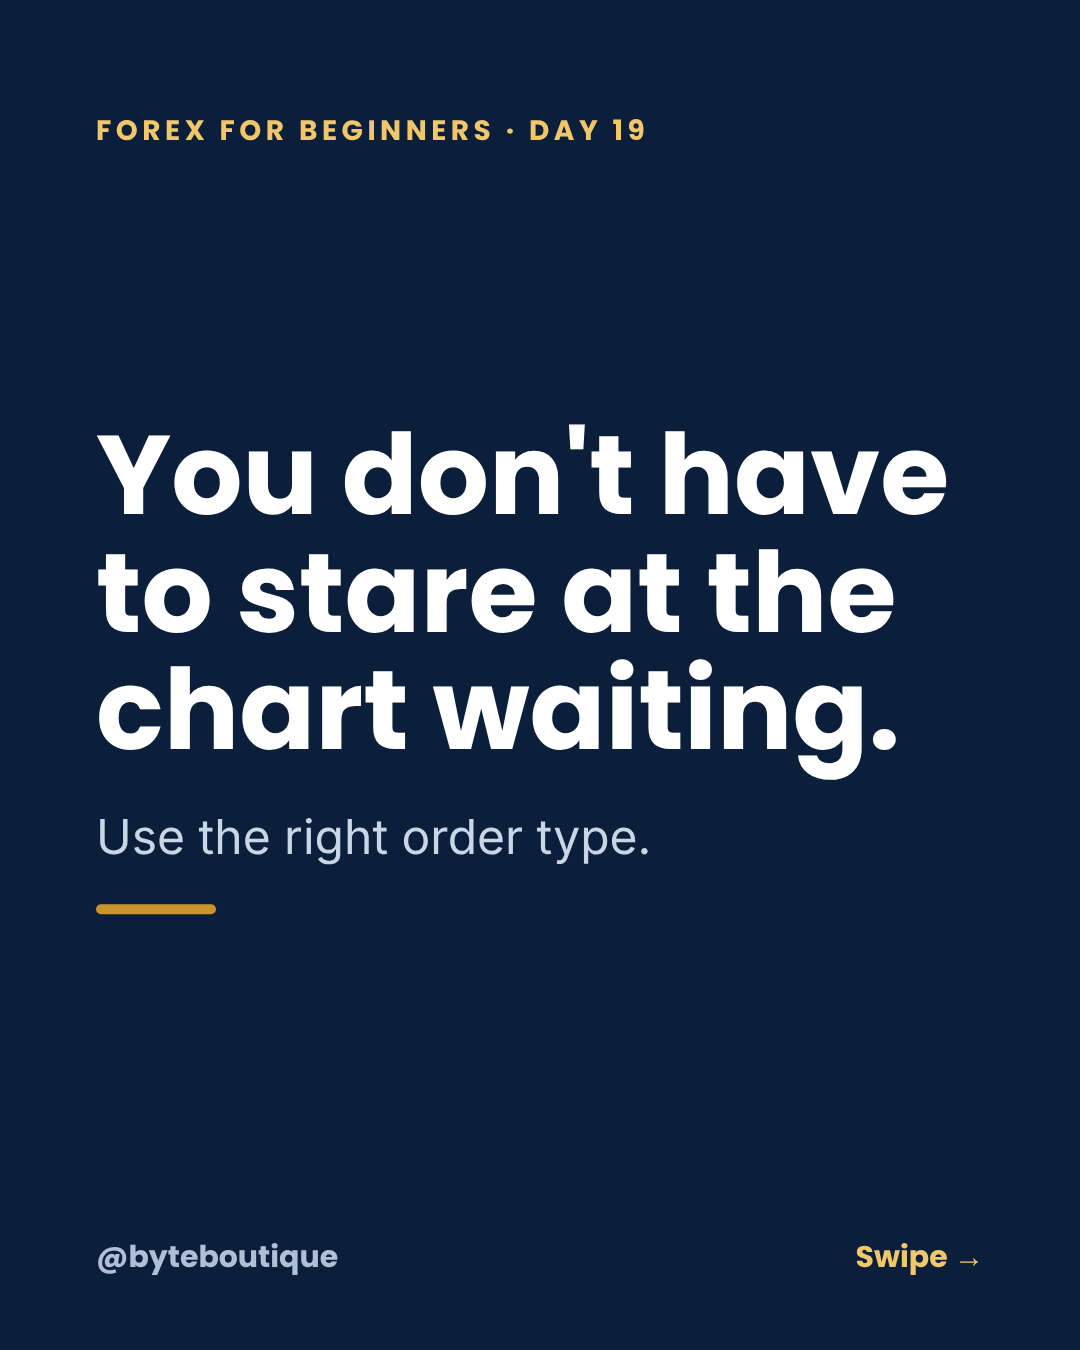 FOREX FOR BEGINNERS · DAY 19
You don't have
to stare at the
chart waiting.
Use the right order type.
@byteboutique
Swipe →